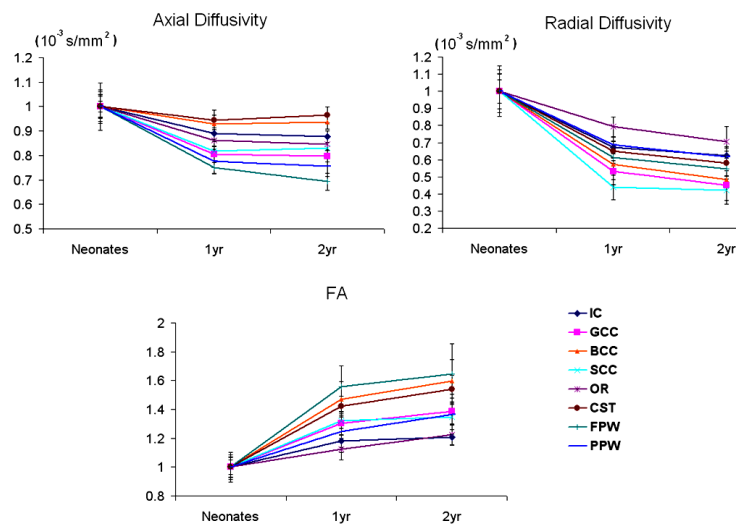 Axial Diffusivity
(10⁻³ s/mm²)
1.2
1.1
1
0.9
0.8
0.7
0.6
0.5
Neonates 1yr 2yr
Radial Diffusivity
(10⁻³ s/mm²)
1.2
1.1
1
0.9
0.8
0.7
0.6
0.5
0.4
0.3
0.2
Neonates 1yr 2yr
FA
2
1.8
1.6
1.4
1.2
1
0.8
Neonates 1yr 2yr
IC
GCC
BCC
SCC
OR
CST
FPW
PPW